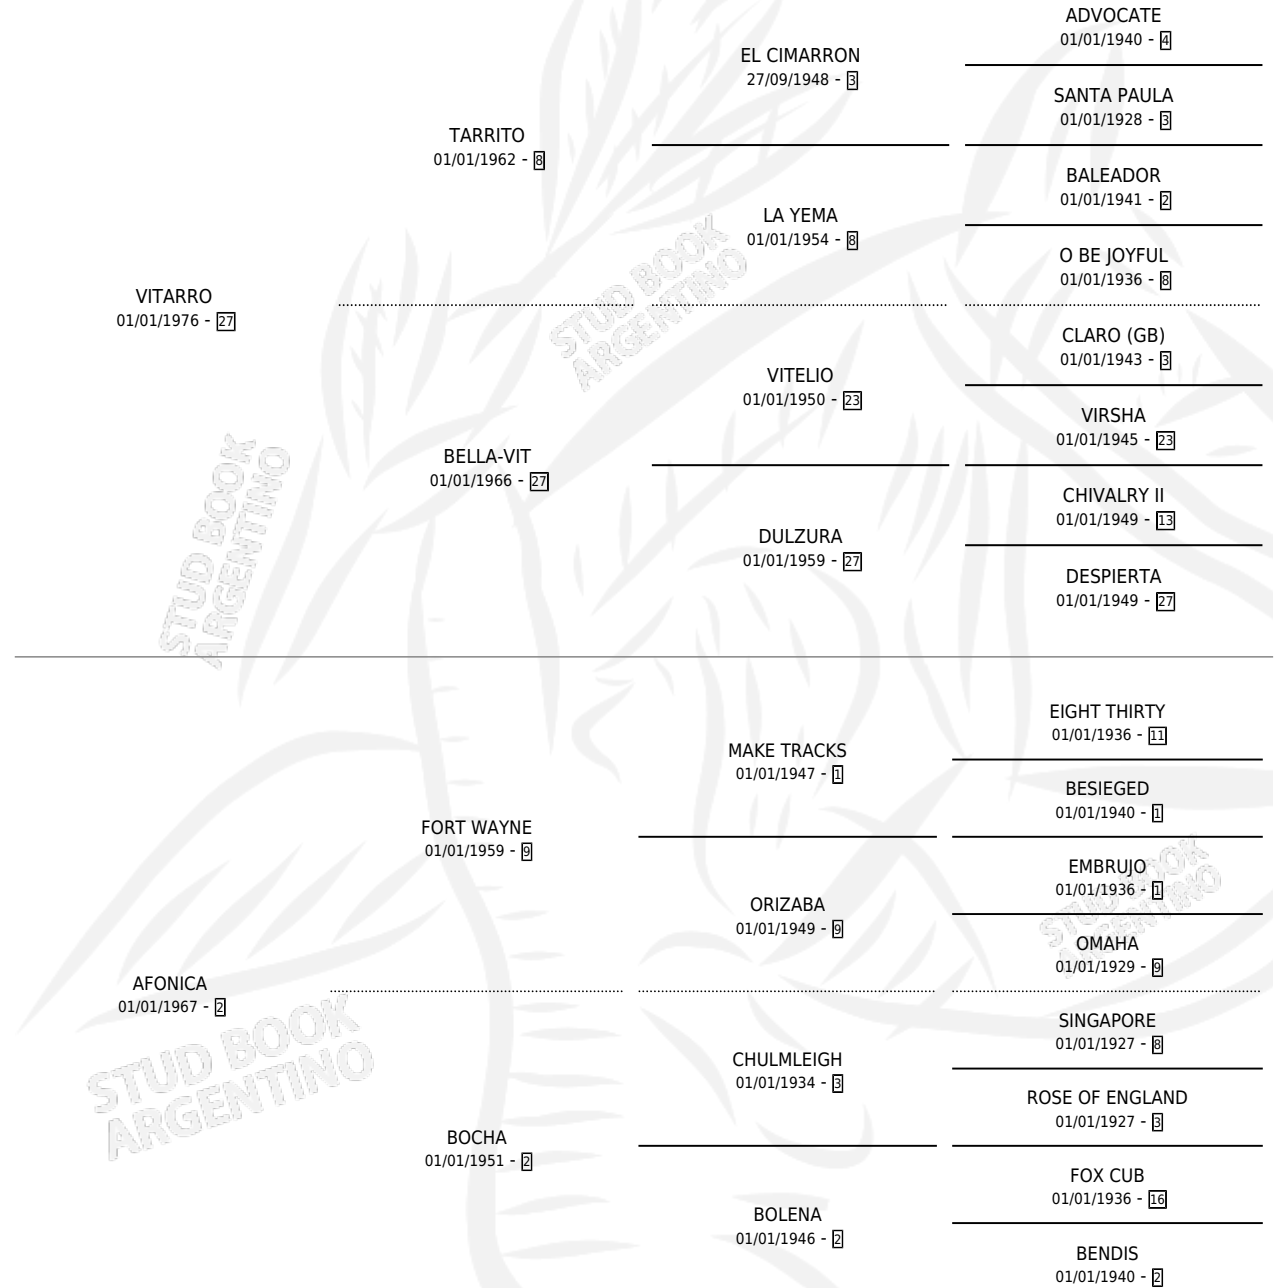 ADVOCATE
01/01/1940 - 4
EL CIMARRON
27/09/1948 - 3
SANTA PAULA
01/01/1928 - 3
TARRITO
01/01/1962 - 8
BALEADOR
01/01/1941 - 2
LA YEMA
01/01/1954 - 8
O BE JOYFUL
01/01/1936 - 8
VITARRO
01/01/1976 - 27
STUD BOOK
ARGENTINO
CLARO (GB)
01/01/1943 - 3
VITELIO
01/01/1950 - 23
VIRSHA
01/01/1945 - 23
BELLA-VIT
01/01/1966 - 27
STUD BOOK
ARGENTINO
CHIVALRY II
01/01/1949 - 13
DULZURA
01/01/1959 - 27
DESPIERTA
01/01/1949 - 27
EIGHT THIRTY
01/01/1936 - 11
MAKE TRACKS
01/01/1947 - 1
BESIEGED
01/01/1940 - 1
FORT WAYNE
01/01/1959 - 9
EMBRUJO
01/01/1936 - 1
STUD BOOK
ARGENTINO
ORIZABA
01/01/1949 - 9
OMAHA
01/01/1929 - 9
AFONICA
01/01/1967 - 2
SINGAPORE
01/01/1927 - 8
STUD BOOK
ARGENTINO
CHULMLEIGH
01/01/1934 - 3
ROSE OF ENGLAND
01/01/1927 - 3
BOCHA
01/01/1951 - 2
FOX CUB
01/01/1936 - 16
BOLENA
01/01/1946 - 2
BENDIS
01/01/1940 - 2